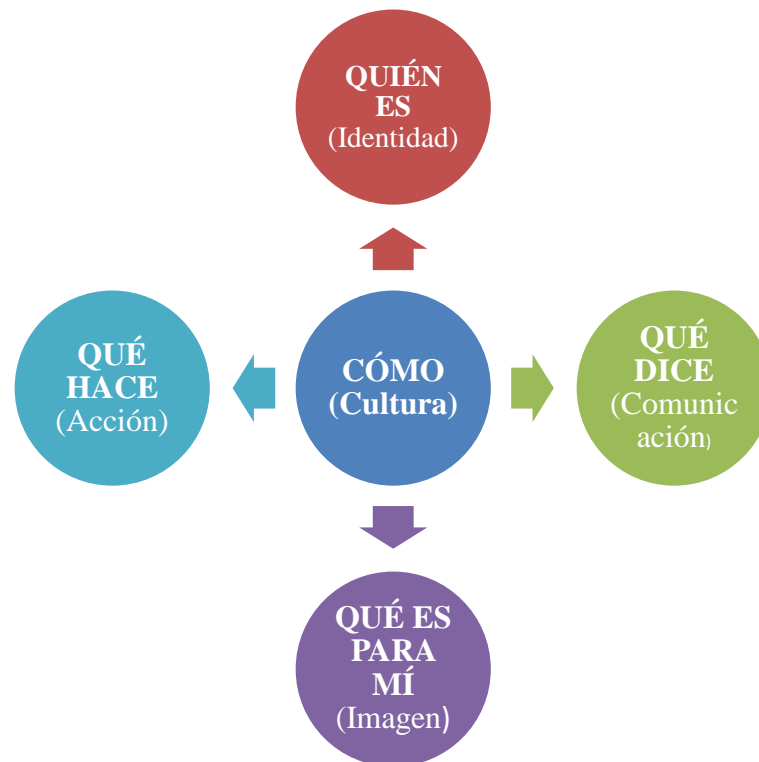 QUIÉN
ES
(Identidad)
QUÉ
HACE
(Acción)
CÓMO
(Cultura)
QUÉ
DICE
(Comunic
ación)
QUÉ ES
PARA
MÍ
(Imagen)